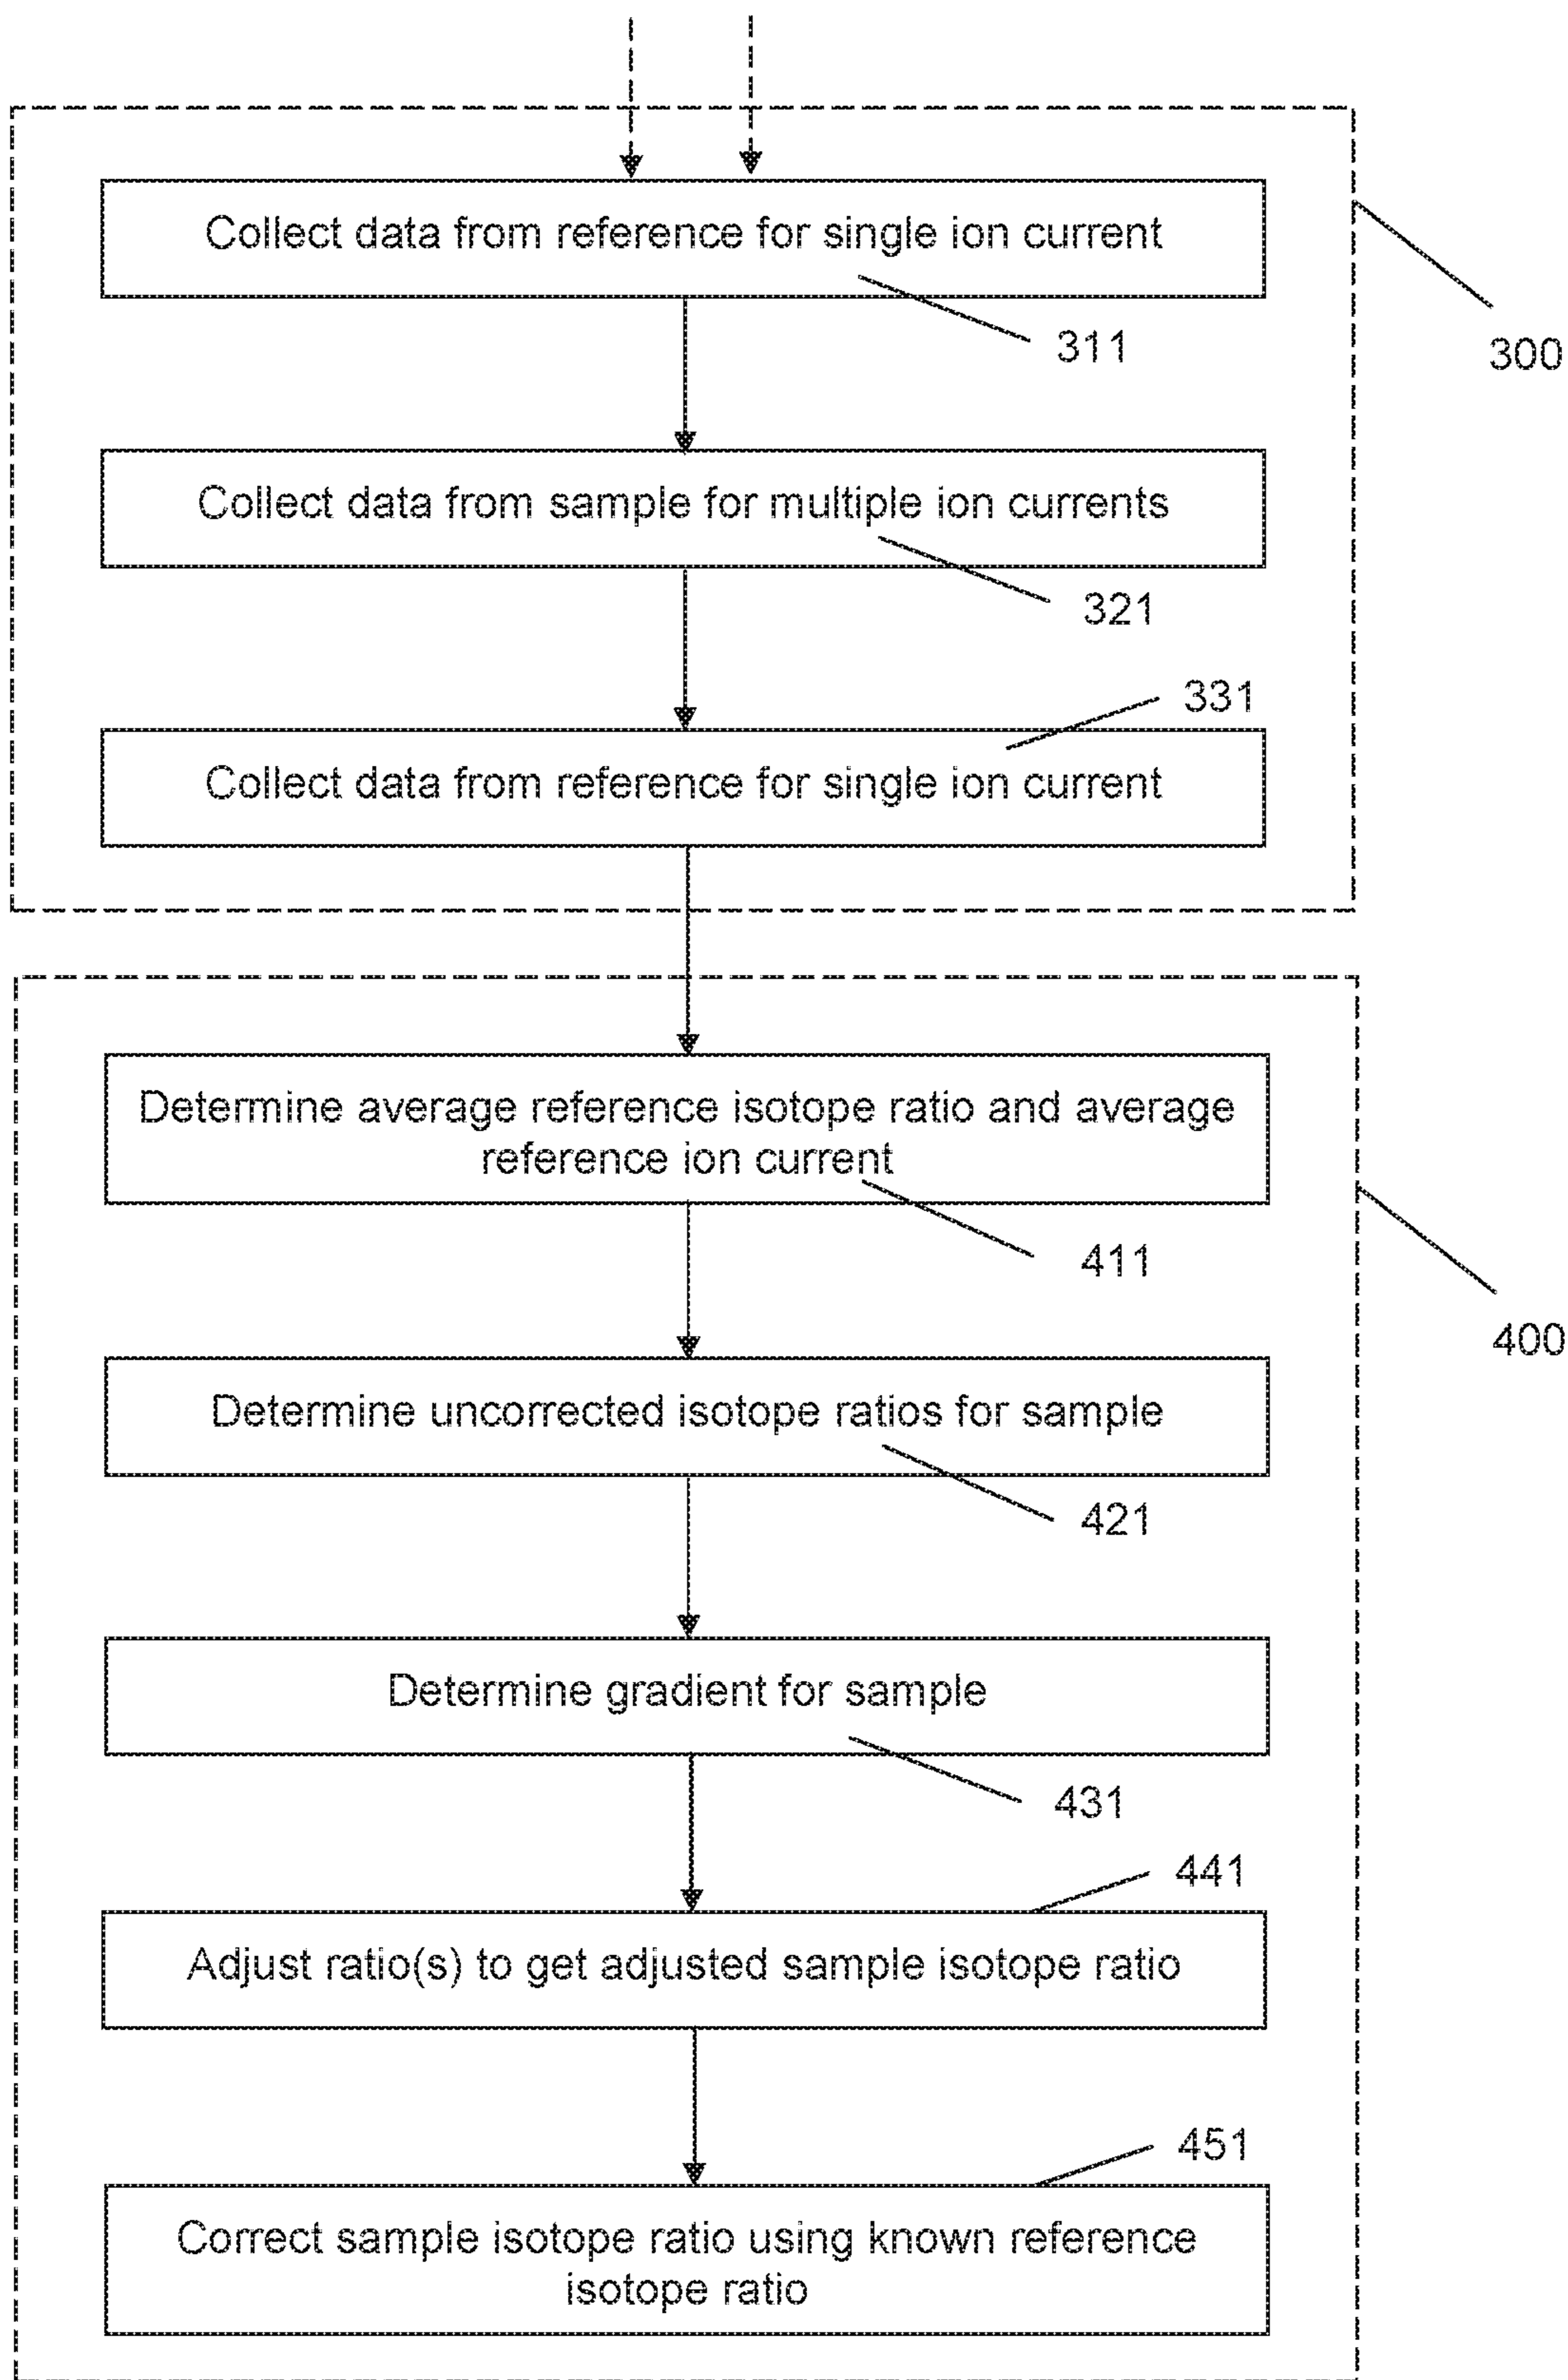 Collect data from reference for single ion current
311
300
Collect data from sample for multiple ion currents
321
331
Collect data from reference for single ion current
Determine average reference isotope ratio and average
reference ion current
411
400
Determine uncorrected isotope ratios for sample
421
Determine gradient for sample
431
441
Adjust ratio(s) to get adjusted sample isotope ratio
451
Correct sample isotope ratio using known reference
isotope ratio